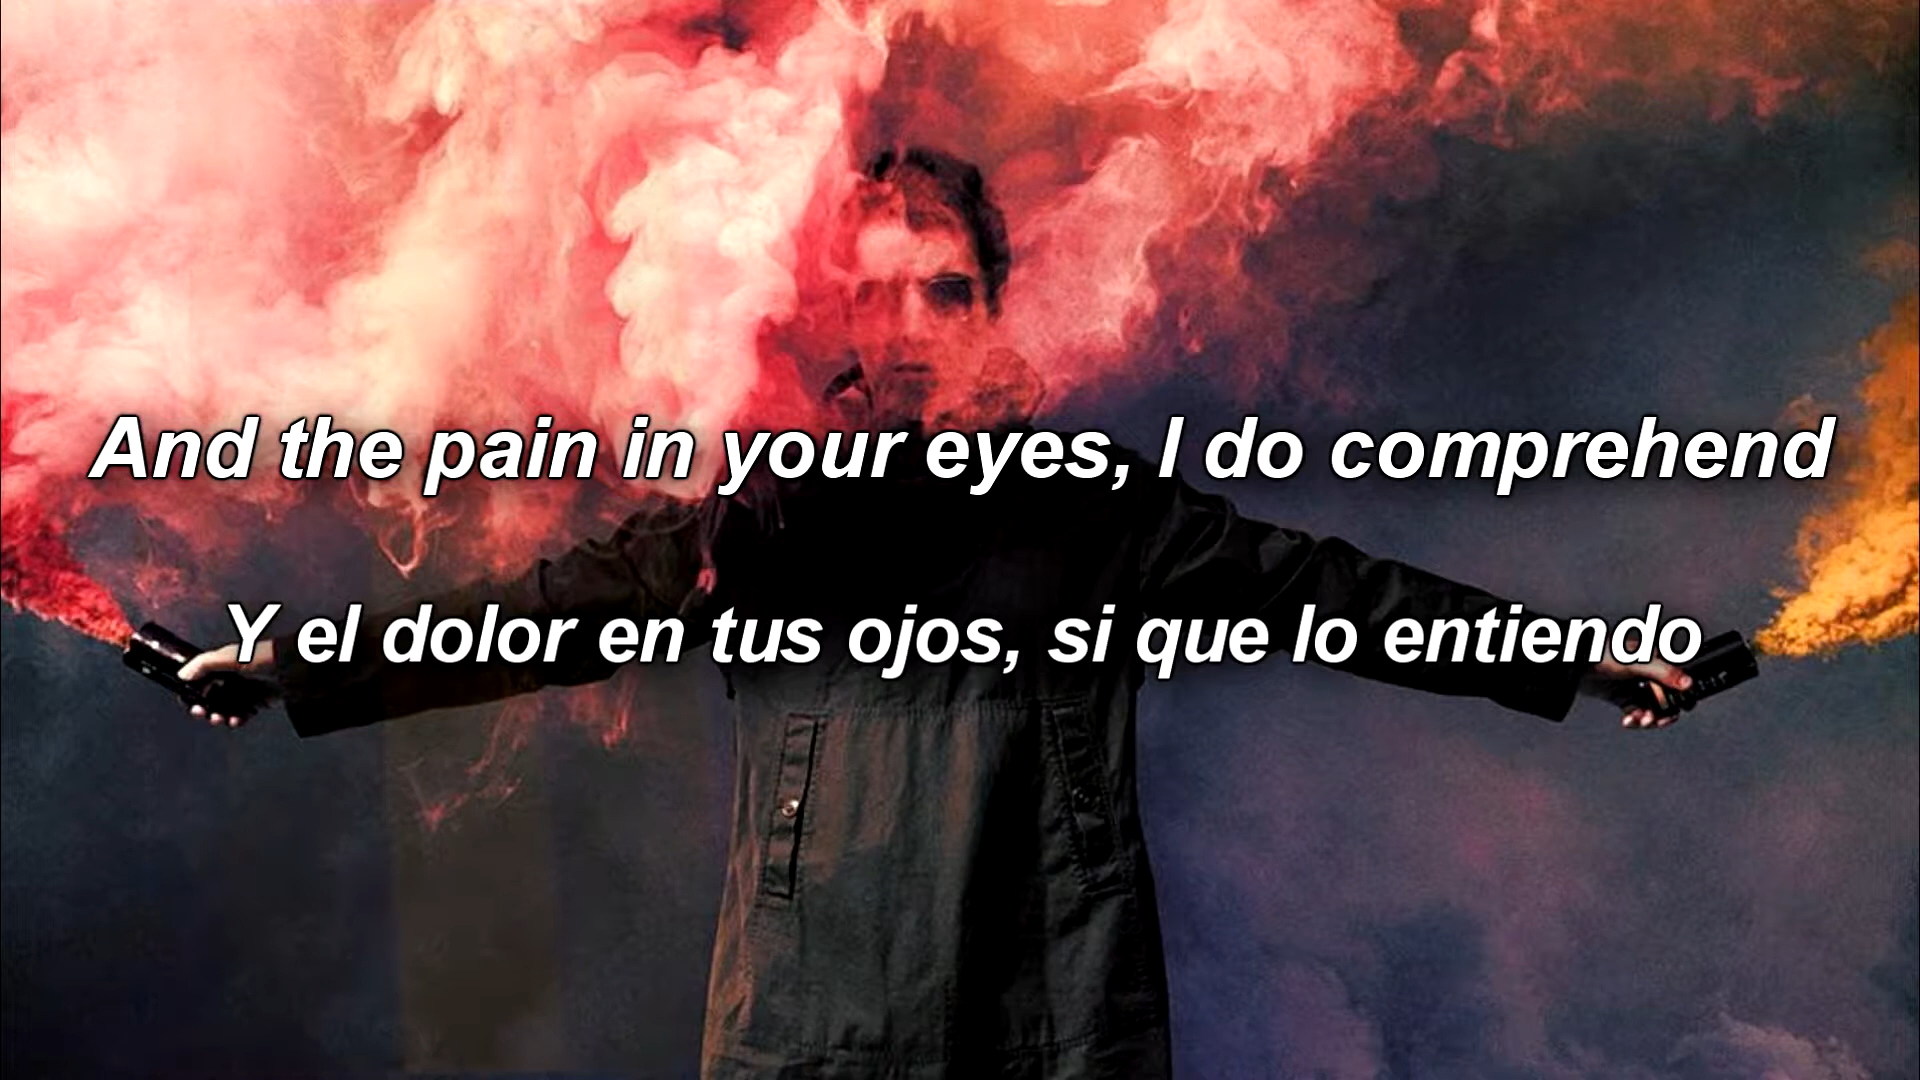 And the pain in your eyes, I do comprehend
Y el dolor en tus ojos, si que lo entiendo